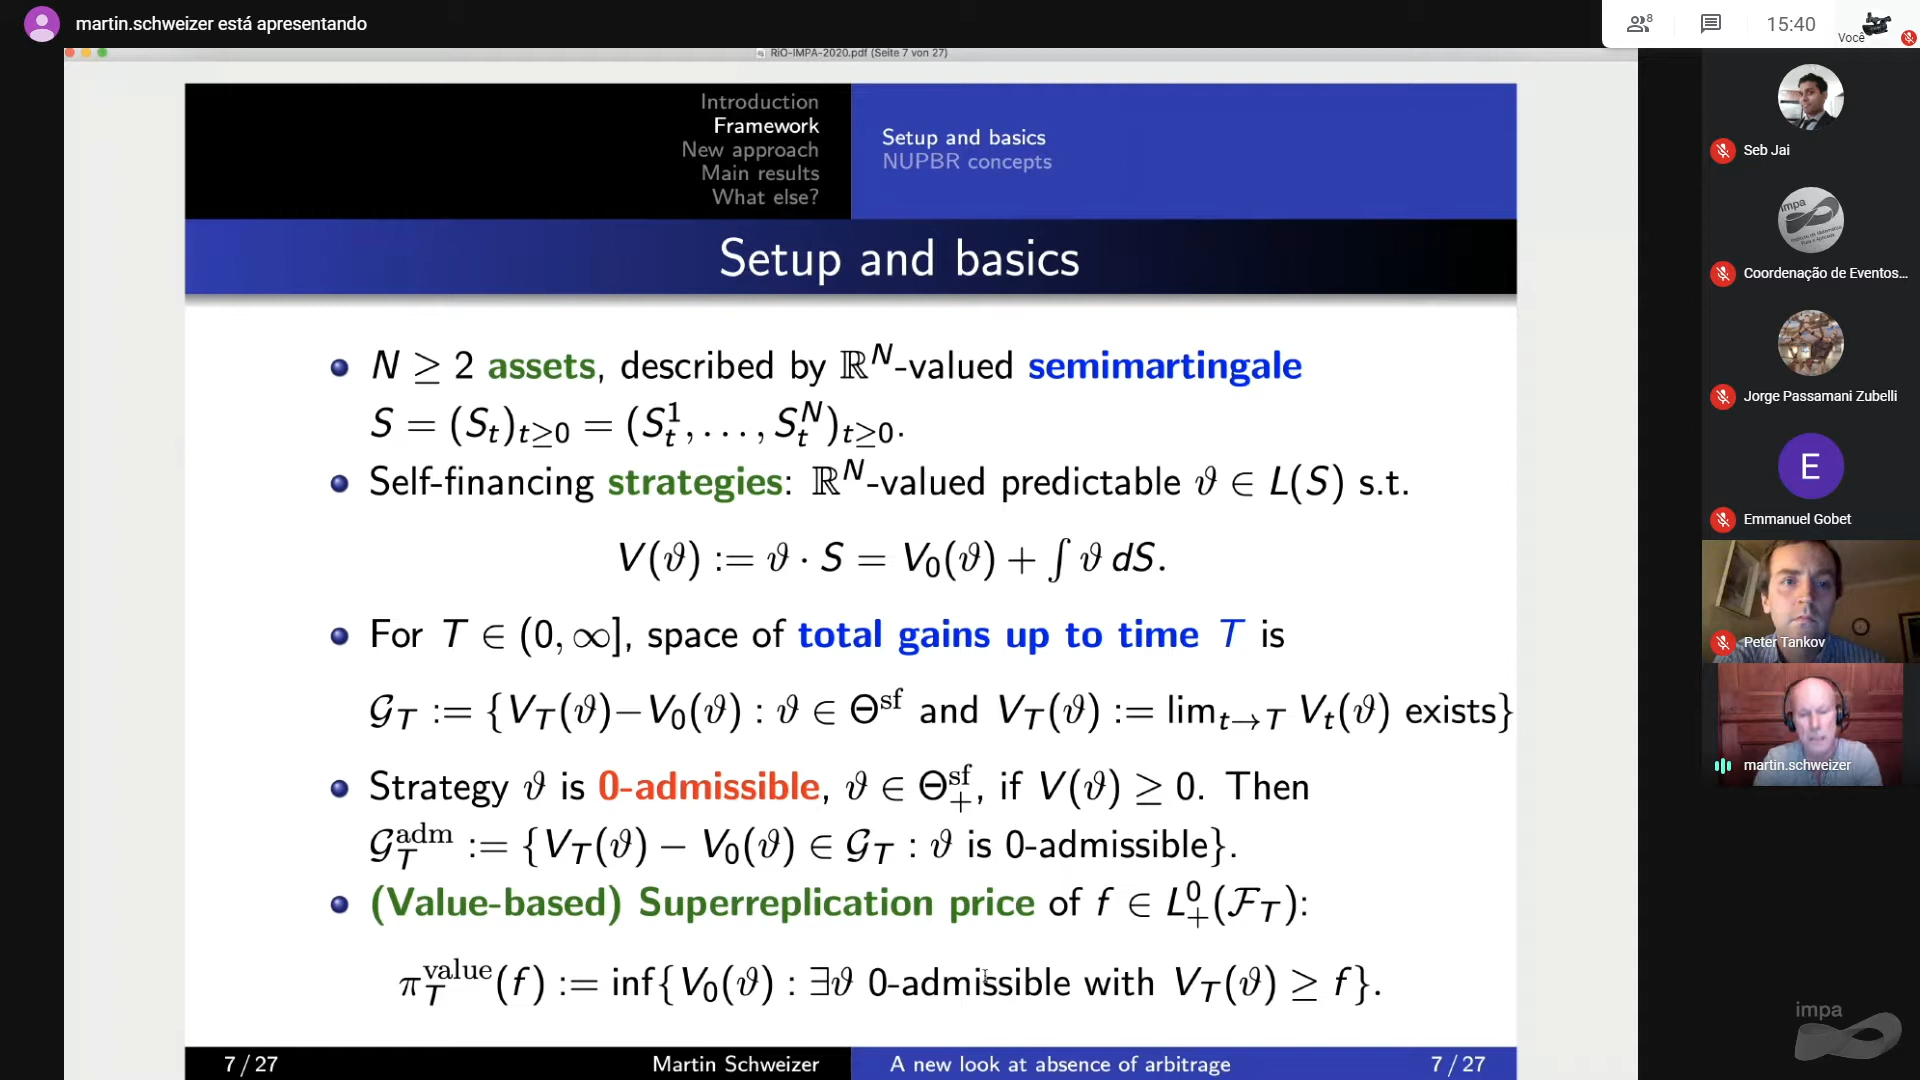 martin.schweizer está apresentando
8
15:40
Você
RiO-IMPA-2020.pdf (Seite 7 von 27)
Introduction
Framework
New approach
Main results
What else?
Setup and basics
NUPBR concepts
Setup and basics
N ≥ 2 assets, described by ℝ^N-valued semimartingale
S = (S_t)_{t≥0} = (S_t^1, . . . , S_t^N)_{t≥0}.
Self-financing strategies: ℝ^N-valued predictable ϑ ∈ L(S) s.t.
V(ϑ) := ϑ · S = V_0(ϑ) + ∫ ϑ dS.
For T ∈ (0, ∞], space of total gains up to time T is
𝒢_T := {V_T(ϑ)−V_0(ϑ) : ϑ ∈ Θ^sf and V_T(ϑ) := lim_{t→T} V_t(ϑ) exists}
Strategy ϑ is 0-admissible, ϑ ∈ Θ_+^sf, if V(ϑ) ≥ 0. Then
𝒢_T^adm := {V_T(ϑ) − V_0(ϑ) ∈ 𝒢_T : ϑ is 0-admissible}.
(Value-based) Superreplication price of f ∈ L_+^0(ℱ_T):
π_T^value(f) := inf{V_0(ϑ) : ∃ϑ 0-admissible with V_T(ϑ) ≥ f}.
7 / 27
Martin Schweizer
A new look at absence of arbitrage
7 / 27
Seb Jai
impa
Coordenação de Eventos...
Jorge Passamani Zubelli
E
Emmanuel Gobet
Peter Tankov
martin.schweizer
impa